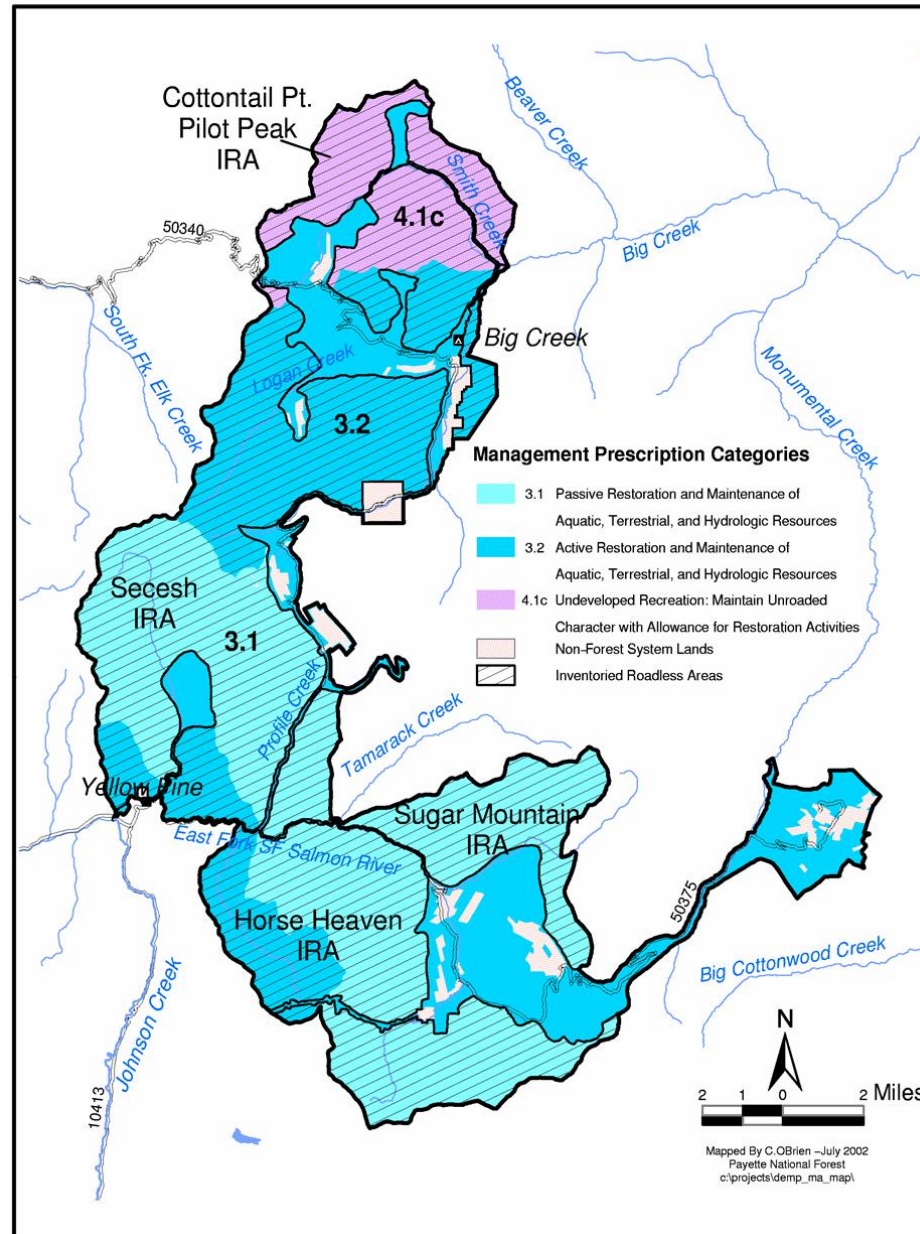 Cottontail Pt.
Pilot Peak
IRA
Beaver Creek
Smith Creek
4.1c
50340
Big Creek
South Fk. Elk Creek
Big Creek
Logan Creek
Monumental Creek
3.2
Management Prescription Categories
3.1 Passive Restoration and Maintenance of
Aquatic, Terrestrial, and Hydrologic Resources
3.2 Active Restoration and Maintenance of
Aquatic, Terrestrial, and Hydrologic Resources
4.1c Undeveloped Recreation: Maintain Unroaded
Character with Allowance for Restoration Activities
Non-Forest System Lands
Inventoried Roadless Areas
Secesh
IRA
3.1
Profile Creek
Tamarack Creek
Yellow Pine
East Fork SF Salmon River
Sugar Mountain
IRA
Horse Heaven
IRA
50375
Big Cottonwood Creek
Johnson Creek
10413
N
2 1 0 2 Miles
Mapped By C.OBrien -July 2002
Payette National Forest
c:\projects\demp_ma_map\